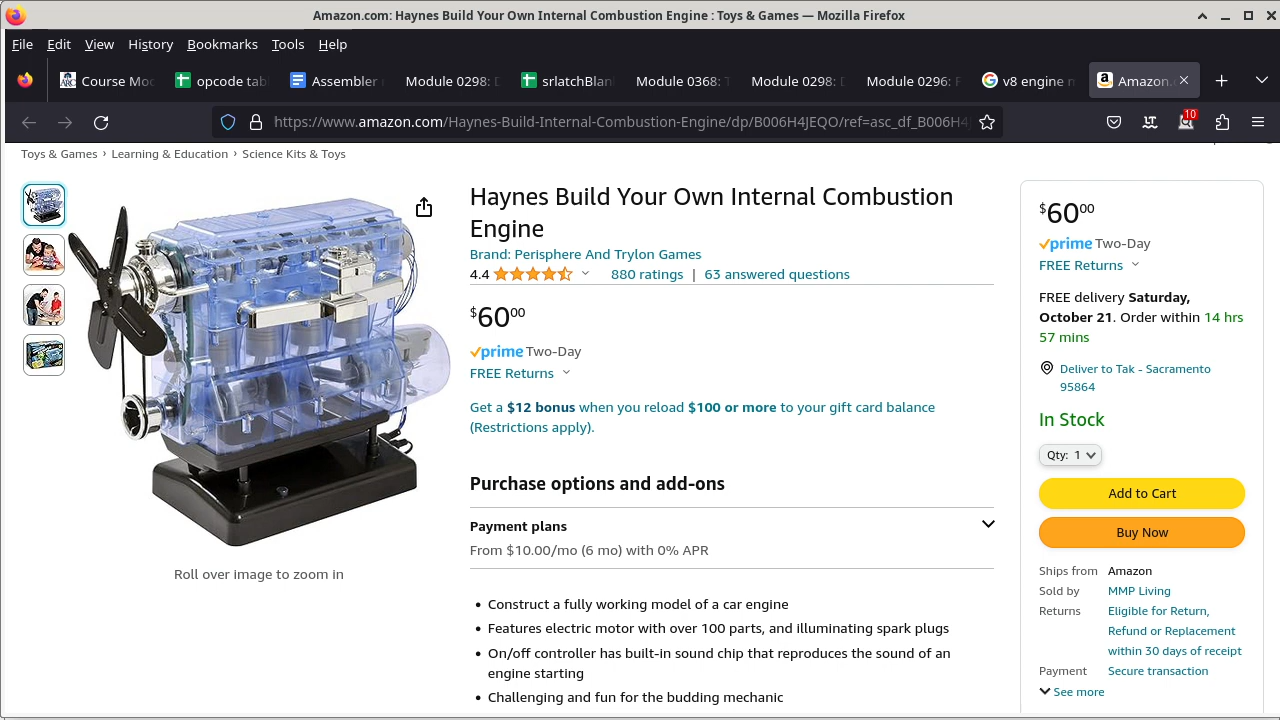 Amazon.com: Haynes Build Your Own Internal Combustion Engine : Toys & Games — Mozilla Firefox
File Edit View History Bookmarks Tools Help
Course Mo opcode tab Assembler Module 0298: srlatchBlan Module 0368: Module 0298: Module 0296: v8 engine Amazon.
https://www.amazon.com/Haynes-Build-Internal-Combustion-Engine/dp/B006H4JEQO/ref=asc_df_B006H4J
10
Toys & Games › Learning & Education › Science Kits & Toys
Haynes Build Your Own Internal Combustion
Engine
Brand: Perisphere And Trylon Games
4.4 880 ratings | 63 answered questions
$60 00
prime Two-Day
FREE Returns
Get a $12 bonus when you reload $100 or more to your gift card balance
(Restrictions apply).
Purchase options and add-ons
Payment plans
From $10.00/mo (6 mo) with 0% APR
• Construct a fully working model of a car engine
• Features electric motor with over 100 parts, and illuminating spark plugs
• On/off controller has built-in sound chip that reproduces the sound of an
engine starting
• Challenging and fun for the budding mechanic
Roll over image to zoom in
$60 00
prime Two-Day
FREE Returns
FREE delivery Saturday,
October 21. Order within 14 hrs
57 mins
Deliver to Tak - Sacramento
95864
In Stock
Qty: 1
Add to Cart
Buy Now
Ships from Amazon
Sold by MMP Living
Returns Eligible for Return,
Refund or Replacement
within 30 days of receipt
Payment Secure transaction
See more